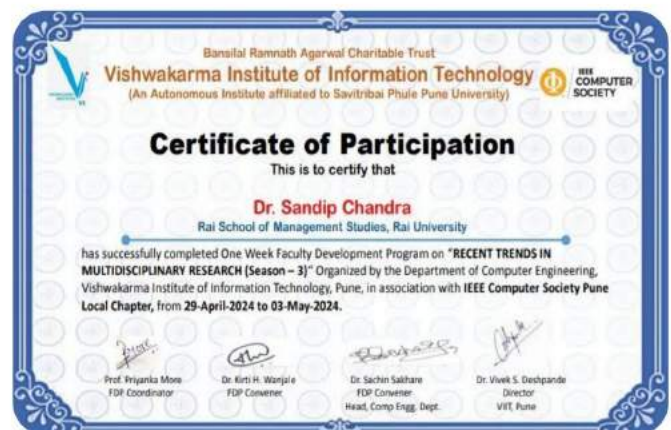 Bansilal Ramnath Agarwal Charitable Trust
Vishwakarma Institute of Information Technology
(An Autonomous Institute affiliated to Savitribai Phule Pune University)
IEEE
COMPUTER
SOCIETY
Certificate of Participation
This is to certify that
Dr. Sandip Chandra
Rai School of Management Studies, Rai University
has successfully completed One Week Faculty Development Program on "RECENT TRENDS IN
MULTIDISCIPLINARY RESEARCH (Season – 3)" Organized by the Department of Computer Engineering,
Vishwakarma Institute of Information Technology, Pune, in association with IEEE Computer Society Pune
Local Chapter, from 29-April-2024 to 03-May-2024.
Prof. Priyanka More
FDP Coordinator
Dr. Kirti H. Wanjale
FDP Convener
Dr. Sachin Sakhare
FDP Convener
Head, Comp Engg. Dept.
Dr. Vivek S. Deshpande
Director
VIIT, Pune